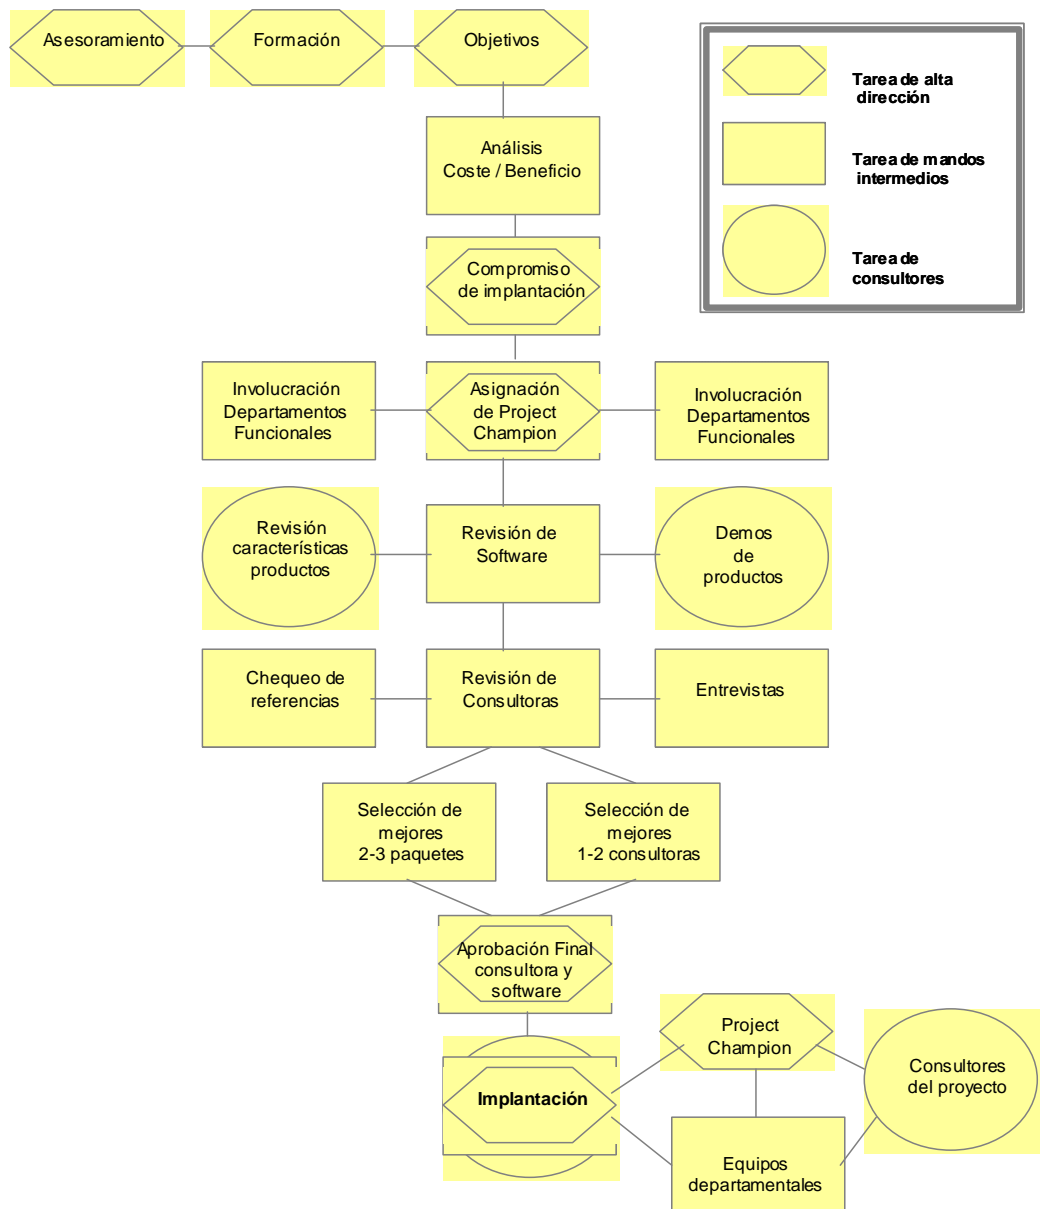 Asesoramiento
Formación
Objetivos
Tarea de alta
dirección
Tarea de mandos
intermedios
Tarea de
consultores
Análisis
Coste / Beneficio
Compromiso
de implantación
Involucración
Departamentos
Funcionales
Asignación
de Project
Champion
Involucración
Departamentos
Funcionales
Revisión
características
productos
Revisión de
Software
Demos
de
productos
Chequeo de
referencias
Revisión de
Consultoras
Entrevistas
Selección de
mejores
2-3 paquetes
Selección de
mejores
1-2 consultoras
Aprobación Final
consultora y
software
Implantación
Project
Champion
Consultores
del proyecto
Equipos
departamentales